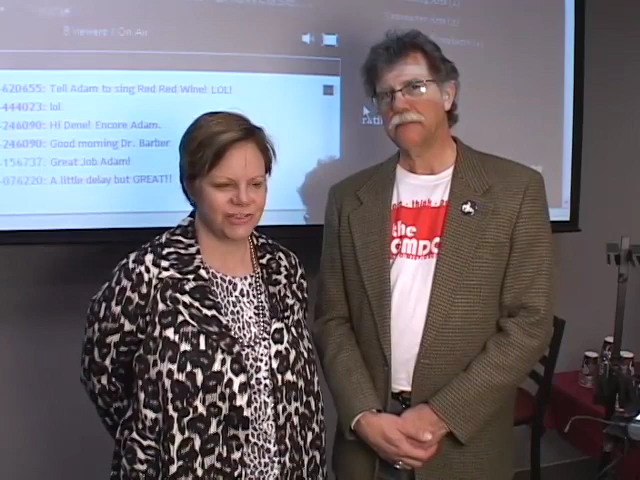 8 Viewers / On Air
-620655: Tell Adam to sing Red Red Wine! LOL!
-444023: lol
-246090: Hi Dene! Encore Adam.
-246090: Good morning Dr. Barber
-156737: Great Job Adam!
-076220: A little delay but GREAT!!
the